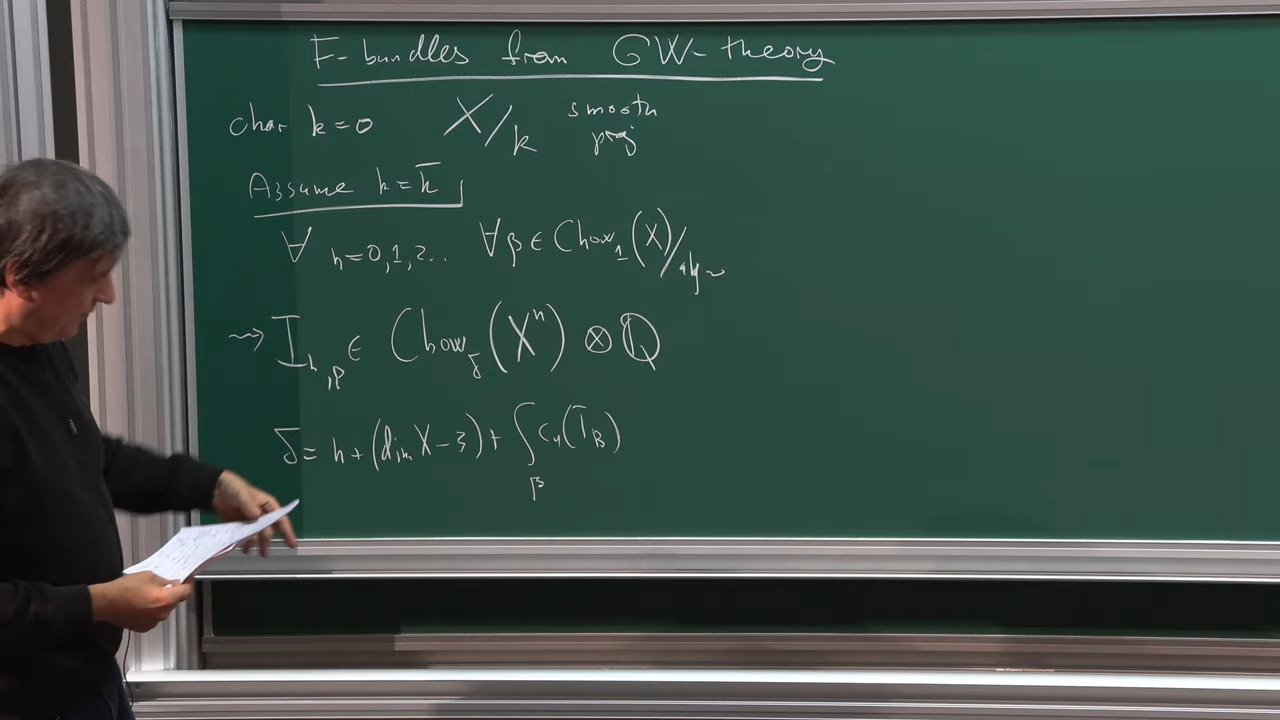 F-bundles from GW-theory
char k=0 X/k smooth proj
Assume k=k̄
∀ n=0,1,2.. ∀β∈Chow₁(X)/alg~
⇝ I_{n,β} ∈ Chow_δ(Xⁿ)⊗ℚ
δ= n+(dim X-3)+∫_β c₁(T_B)